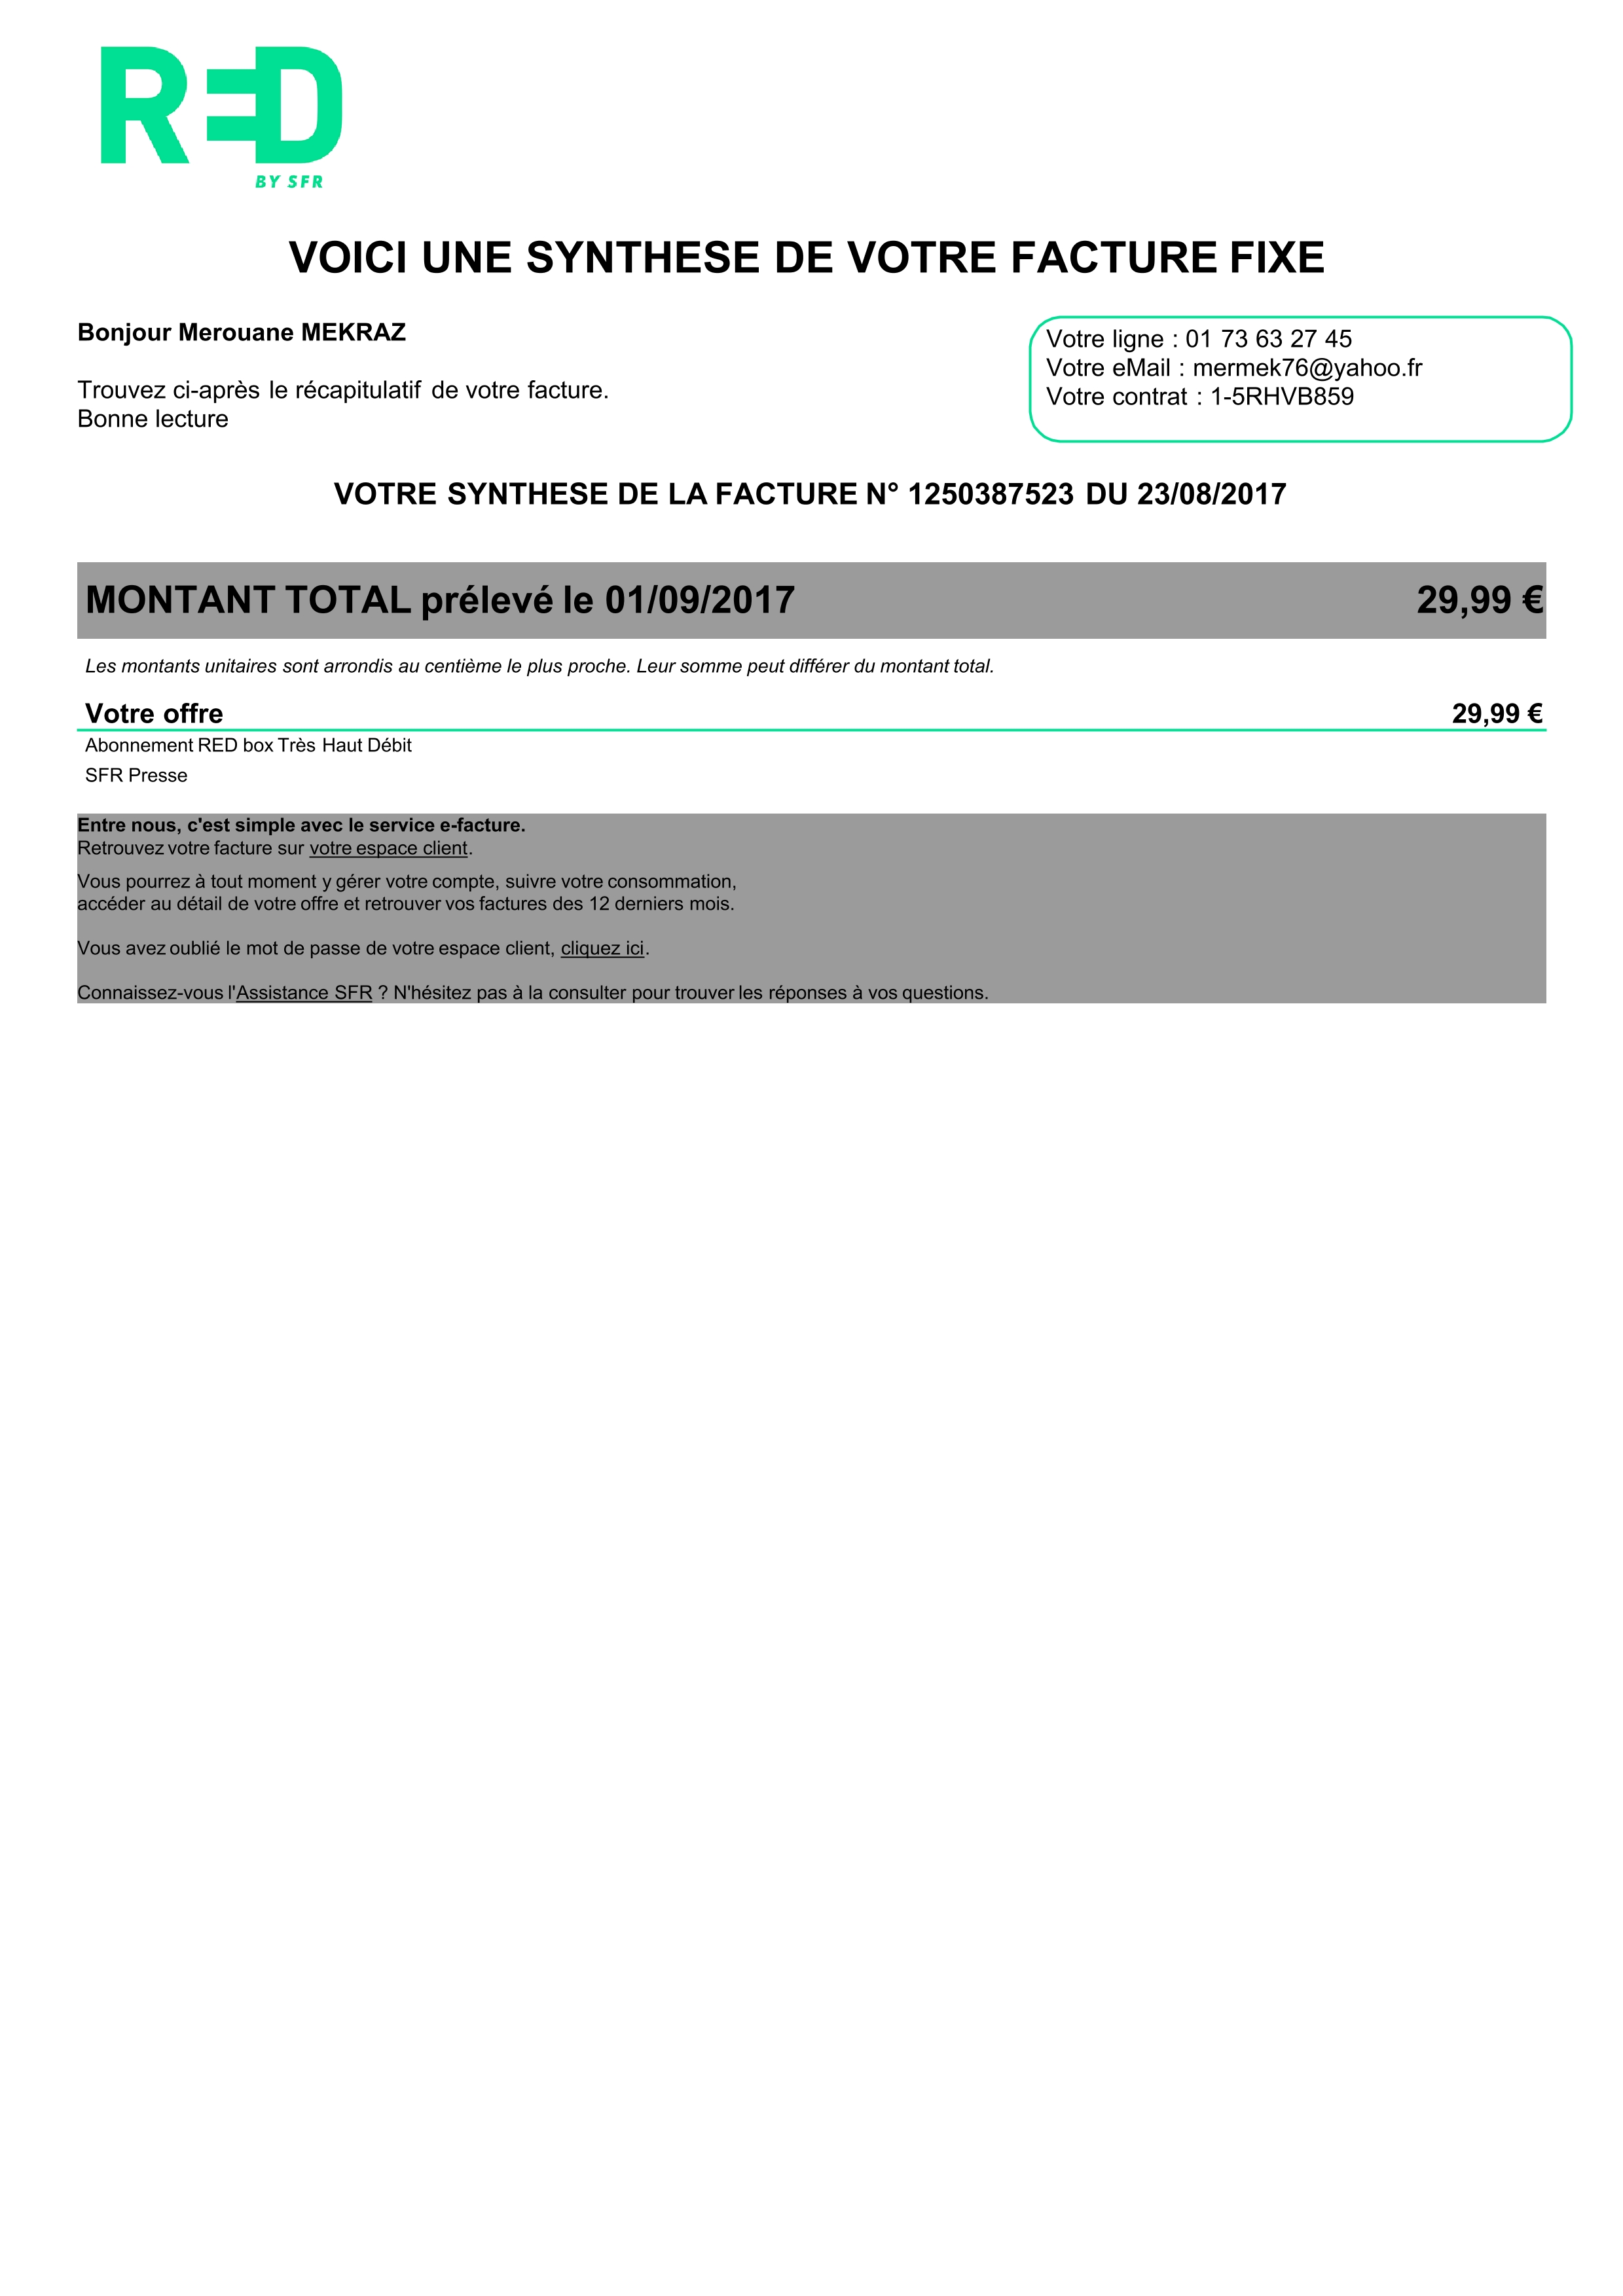 RED
BY SFR
VOICI UNE SYNTHESE DE VOTRE FACTURE FIXE
Bonjour Merouane MEKRAZ
Trouvez ci-après le récapitulatif de votre facture.
Bonne lecture
Votre ligne : 01 73 63 27 45
Votre eMail : mermek76@yahoo.fr
Votre contrat : 1-5RHVB859
VOTRE SYNTHESE DE LA FACTURE N° 1250387523 DU 23/08/2017
MONTANT TOTAL prélevé le 01/09/2017 29,99 €
Les montants unitaires sont arrondis au centième le plus proche. Leur somme peut différer du montant total.
Votre offre 29,99 €
Abonnement RED box Très Haut Débit
SFR Presse
Entre nous, c'est simple avec le service e-facture.
Retrouvez votre facture sur votre espace client.
Vous pourrez à tout moment y gérer votre compte, suivre votre consommation,
accéder au détail de votre offre et retrouver vos factures des 12 derniers mois.
Vous avez oublié le mot de passe de votre espace client, cliquez ici.
Connaissez-vous l'Assistance SFR ? N'hésitez pas à la consulter pour trouver les réponses à vos questions.